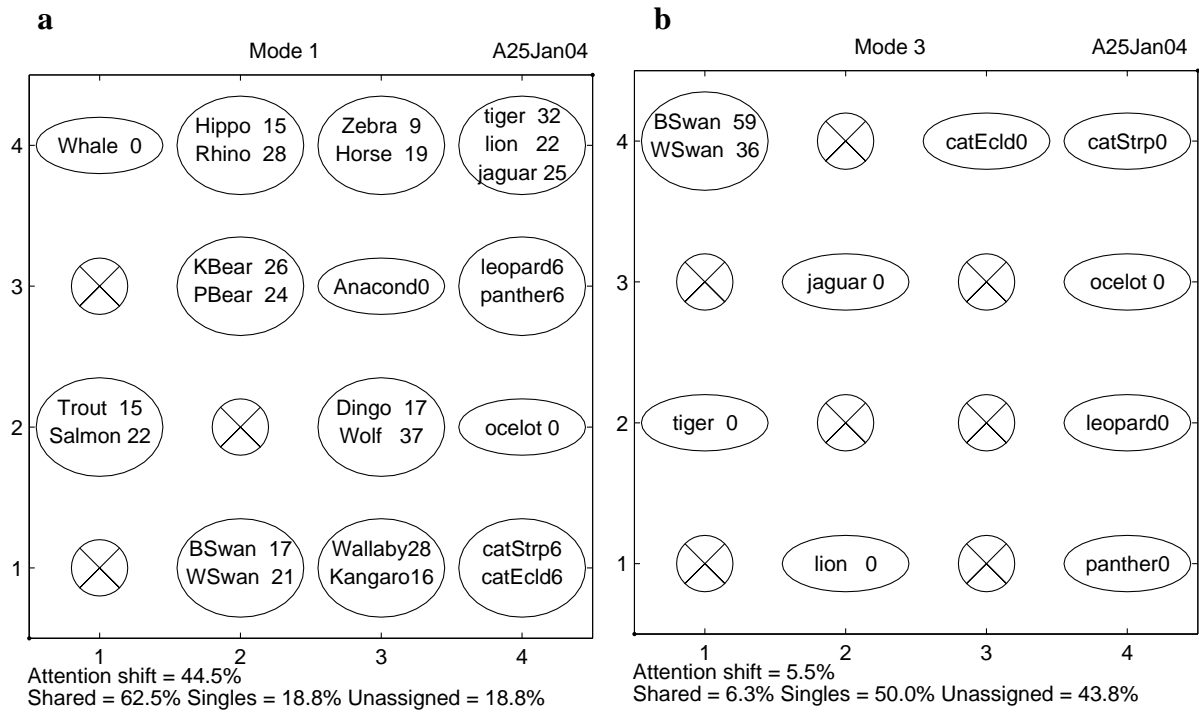 a
Mode 1 A25Jan04
4
Whale 0
Hippo 15
Rhino 28
Zebra 9
Horse 19
tiger 32
lion 22
jaguar 25
3
KBear 26
PBear 24
Anacond0
leopard6
panther6
2
Trout 15
Salmon 22
Dingo 17
Wolf 37
ocelot 0
1
BSwan 17
WSwan 21
Wallaby28
Kangaro16
catStrp6
catEcld6
1 2 3 4
Attention shift = 44.5%
Shared = 62.5% Singles = 18.8% Unassigned = 18.8%
b
Mode 3 A25Jan04
4
BSwan 59
WSwan 36
catEcld0
catStrp0
3
jaguar 0
ocelot 0
2
tiger 0
leopard0
1
lion 0
panther0
1 2 3 4
Attention shift = 5.5%
Shared = 6.3% Singles = 50.0% Unassigned = 43.8%